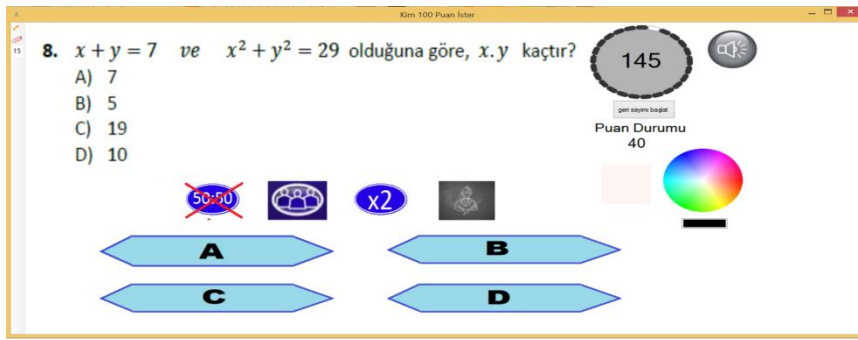 Kim 100 Puan İster
15
8. x + y = 7 ve x² + y² = 29 olduğuna göre, x.y kaçtır?
A) 7
B) 5
C) 19
D) 10
145
geri sayımı başlat
Puan Durumu
40
50:50
x2
A
B
C
D